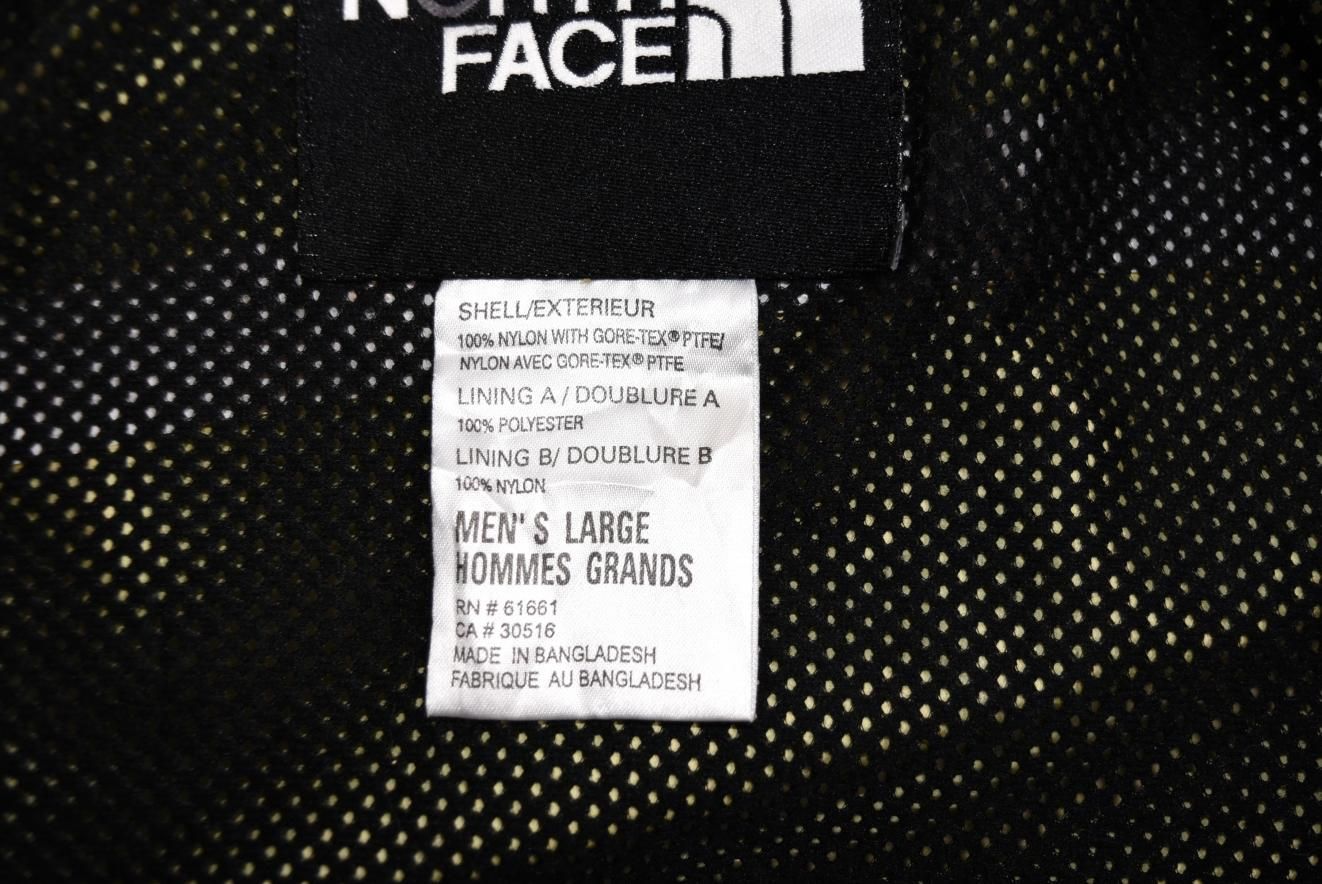 NORTH
FACE
SHELL/EXTERIEUR
100% NYLON WITH GORE-TEX® PTFE/
NYLON AVEC GORE-TEX® PTFE
LINING A / DOUBLURE A
100% POLYESTER
LINING B/ DOUBLURE B
100% NYLON
MEN'S LARGE
HOMMES GRANDS
RN # 61661
CA # 30516
MADE IN BANGLADESH
FABRIQUE AU BANGLADESH